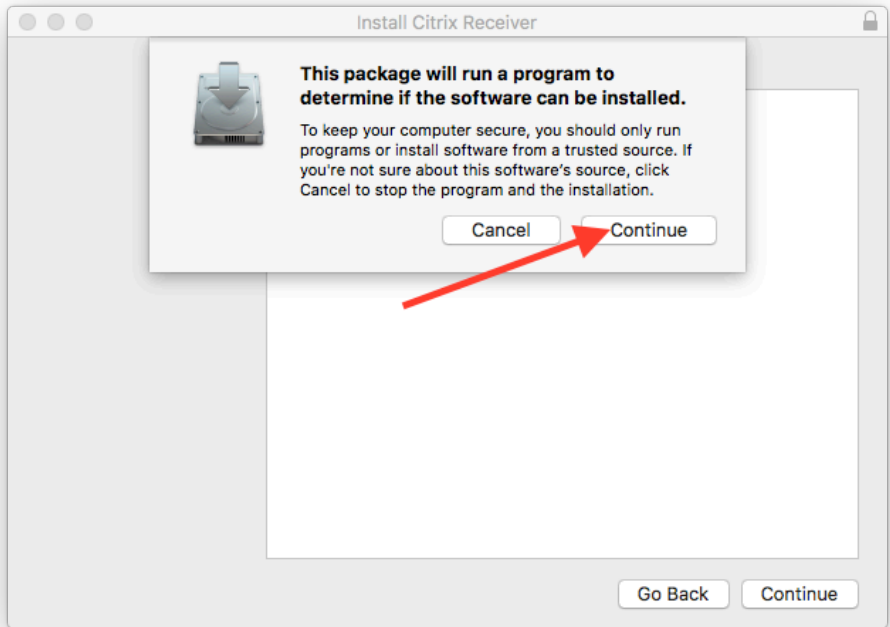 Install Citrix Receiver
This package will run a program to
determine if the software can be installed.
To keep your computer secure, you should only run
programs or install software from a trusted source. If
you're not sure about this software's source, click
Cancel to stop the program and the installation.
Cancel
Continue
Go Back
Continue